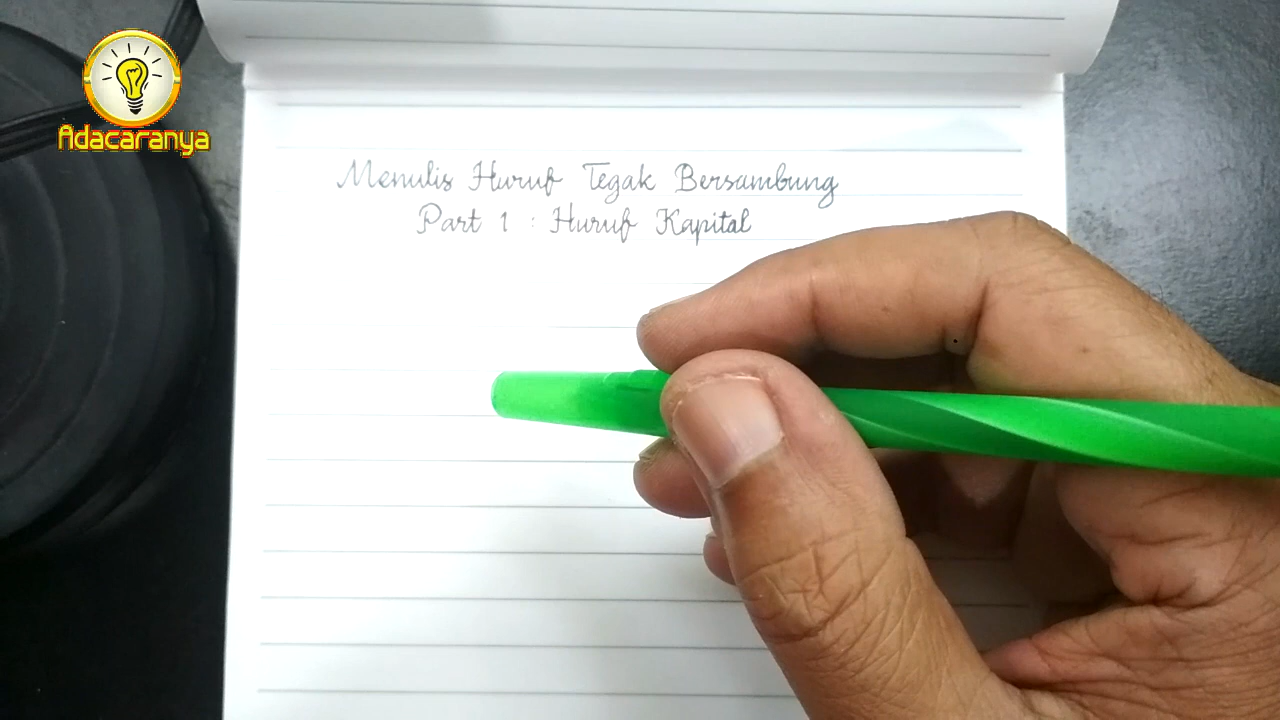 Adacaranya
Menulis Huruf Tegak Bersambung
Part 1 : Huruf Kapital